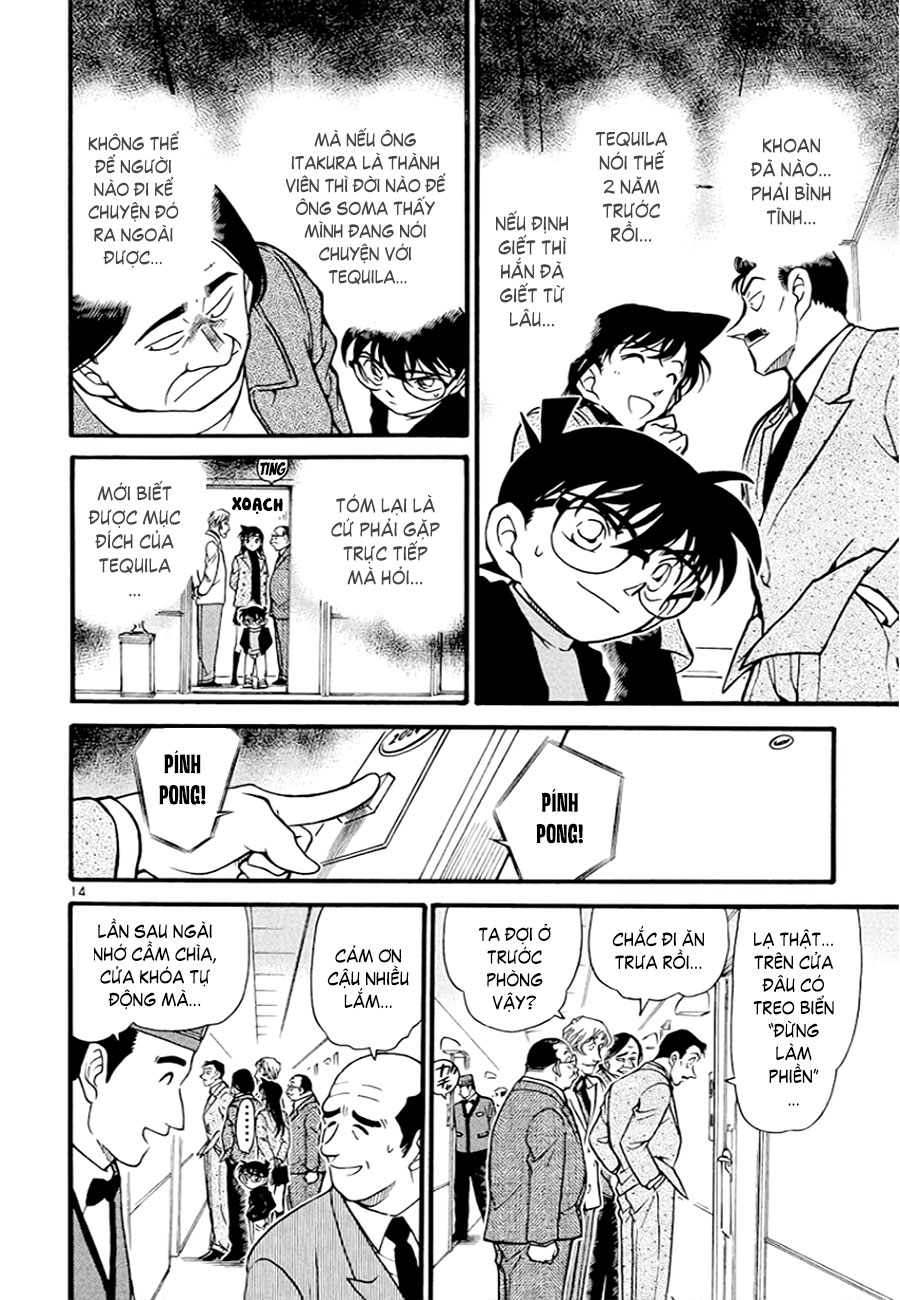 KHOAN
ĐÃ NÀO...
PHẢI BÌNH
TĨNH...
TEQUILA
NÓI THẾ
2 NĂM
TRƯỚC
RỒI...
NẾU ĐỊNH
GIẾT THÌ
HẮN ĐÃ
GIẾT TỪ
LÂU...
MÀ NẾU ÔNG
ITAKURA LÀ THÀNH
VIÊN THÌ ĐỜI NÀO ĐỂ
ÔNG SOMA THẤY
MÌNH ĐANG NÓI
CHUYỆN VỚI
TEQUILA...
KHÔNG THỂ
ĐỂ NGƯỜI
NÀO ĐI KỂ
CHUYỆN ĐÓ
RA NGOÀI
ĐƯỢC...
TING
XOẠCH
TÓM LẠI LÀ
CỨ PHẢI GẶP
TRỰC TIẾP
MÀ HỎI...
MỚI BIẾT
ĐƯỢC MỤC
ĐÍCH CỦA
TEQUILA
...
PÍNH
PONG!
PÍNH
PONG!
14
LẠ THẬT...
TRÊN CỬA
ĐÂU CÓ
TREO BIỂN
"ĐỪNG
LÀM
PHIỀN"
...
CHẮC ĐI ĂN
TRƯA RỒI...
TA ĐỢI Ở
TRƯỚC
PHÒNG
VẬY?
CẢM ƠN
CẬU NHIỀU
LẮM...
LẦN SAU NGÀI
NHỚ CẦM CHÌA,
CỬA KHÓA TỰ
ĐỘNG MÀ...